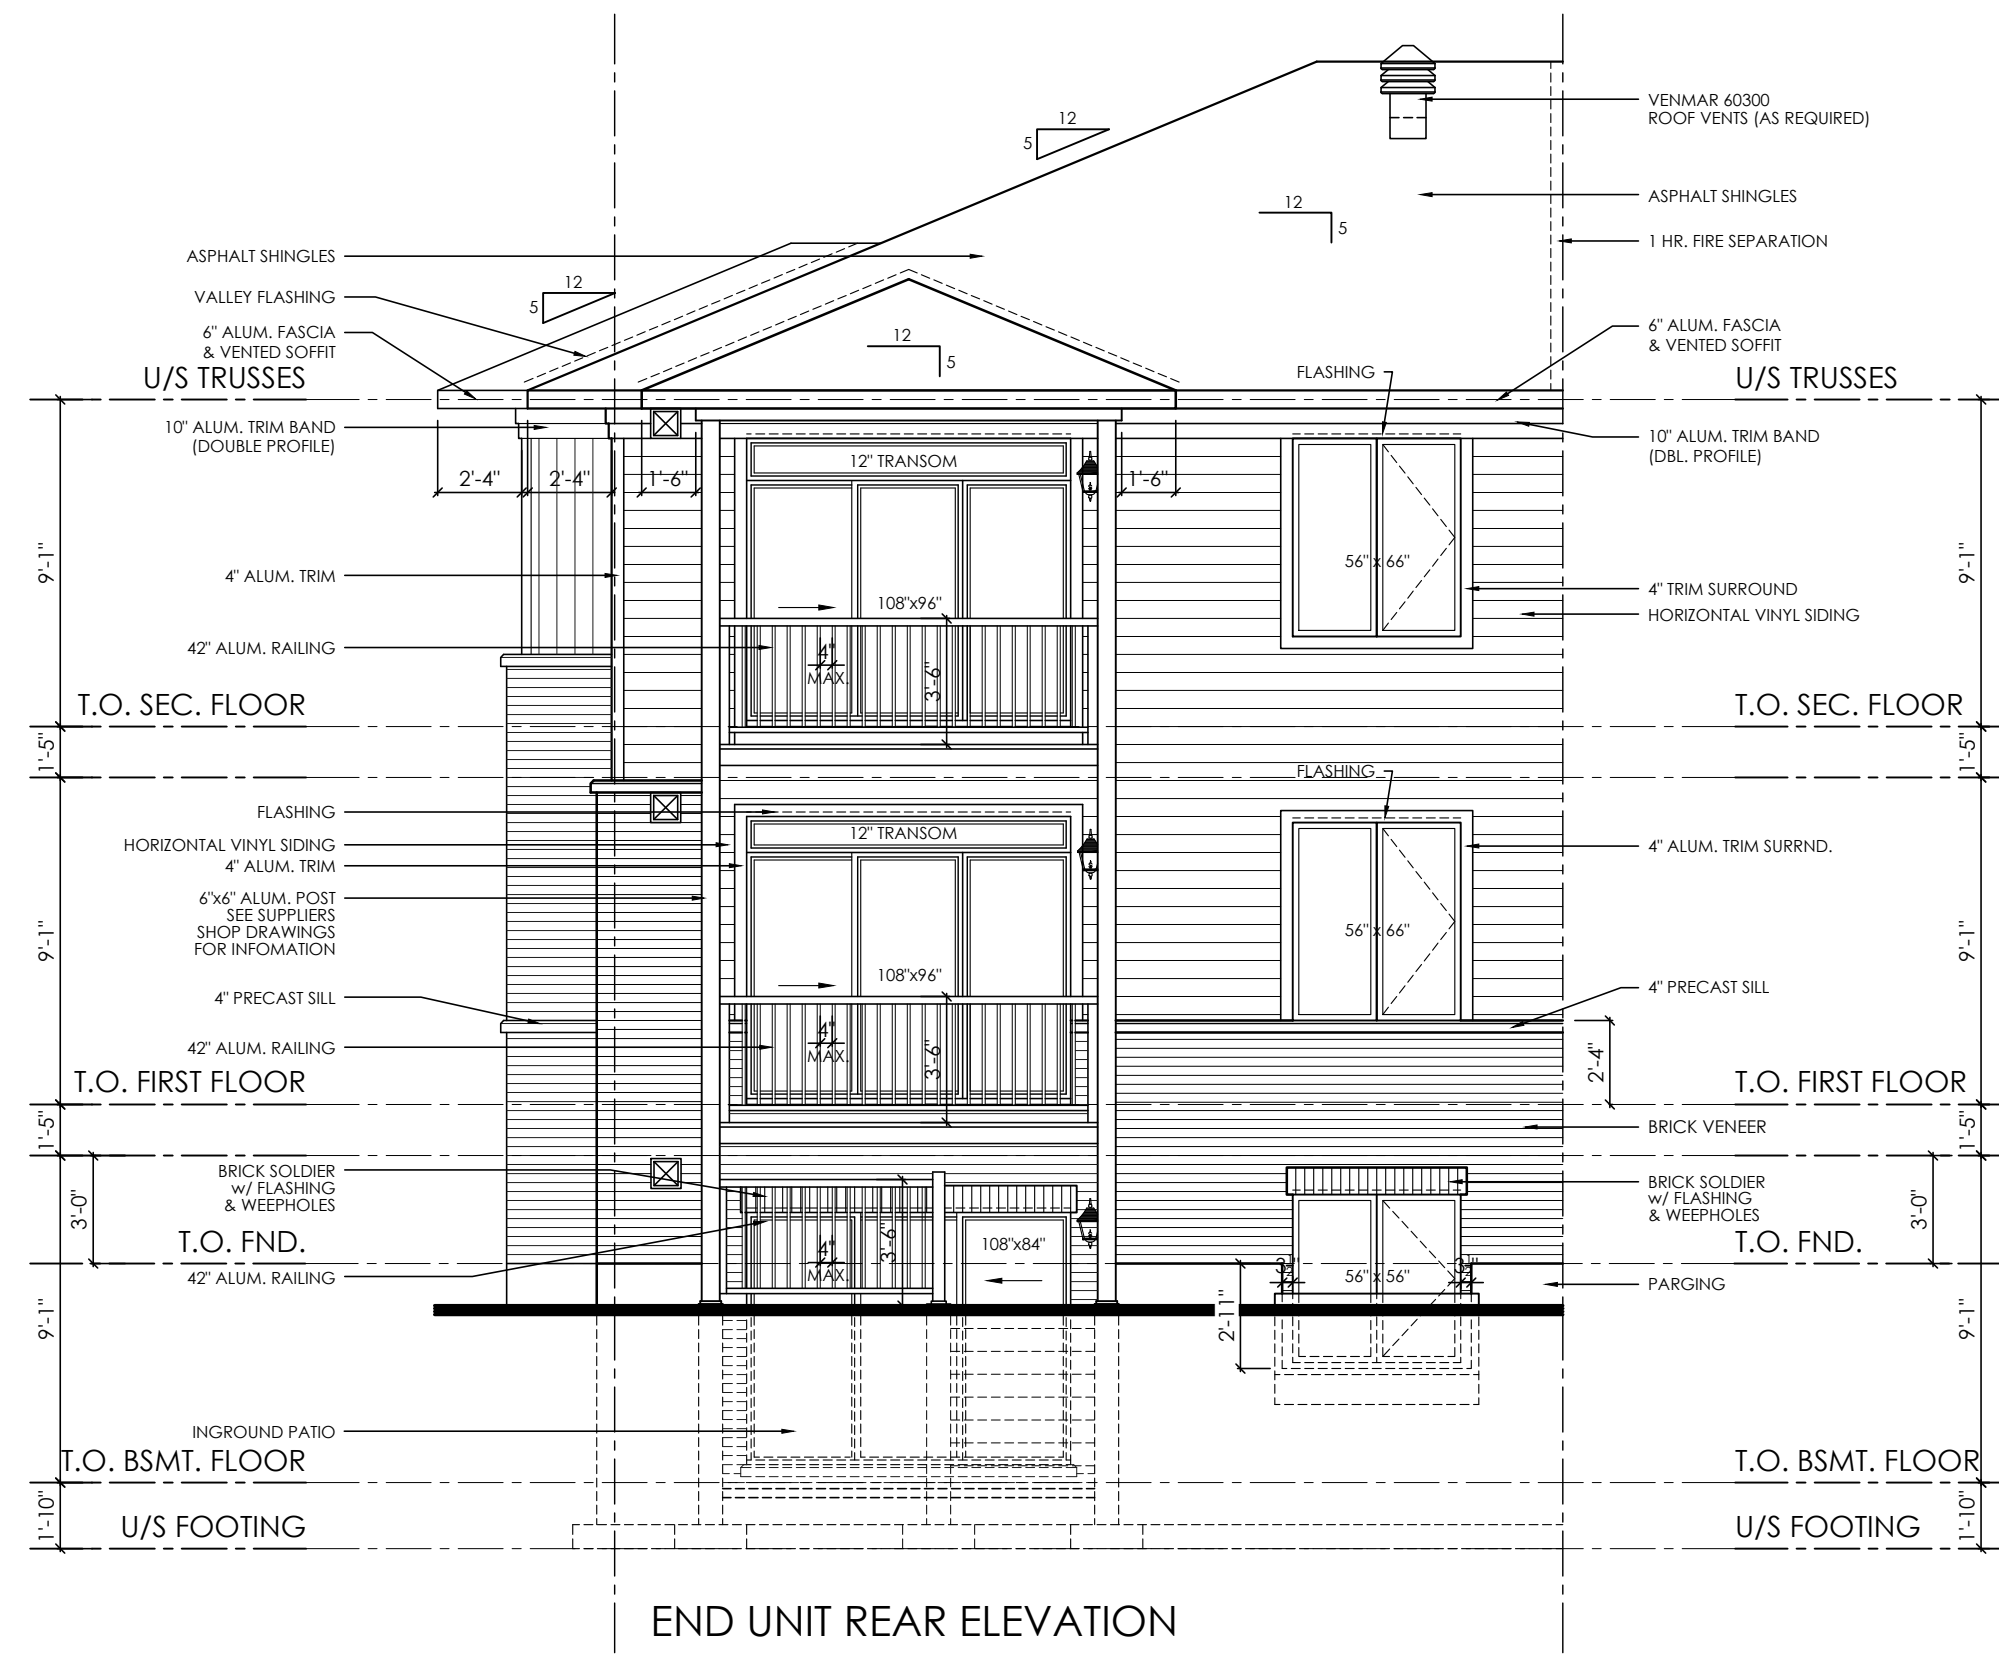 VENMAR 60300
ROOF VENTS (AS REQUIRED)
12
5
ASPHALT SHINGLES
12
5
1 HR. FIRE SEPARATION
ASPHALT SHINGLES
12
5
VALLEY FLASHING
6" ALUM. FASCIA
& VENTED SOFFIT
6" ALUM. FASCIA
& VENTED SOFFIT
12
5
FLASHING
U/S TRUSSES
U/S TRUSSES
10" ALUM. TRIM BAND
(DOUBLE PROFILE)
10" ALUM. TRIM BAND
(DBL. PROFILE)
12" TRANSOM
2'-4"
2'-4"
1'-6"
1'-6"
9'-1"
9'-1"
56" x 66"
4" ALUM. TRIM
4" TRIM SURROUND
108"x96"
HORIZONTAL VINYL SIDING
42" ALUM. RAILING
4"
MAX.
3'-6"
T.O. SEC. FLOOR
T.O. SEC. FLOOR
1'-5"
1'-5"
FLASHING
FLASHING
12" TRANSOM
HORIZONTAL VINYL SIDING
4" ALUM. TRIM
4" ALUM. TRIM SURRND.
6"x6" ALUM. POST
SEE SUPPLIERS
SHOP DRAWINGS
FOR INFOMATION
9'-1"
9'-1"
56" x 66"
108"x96"
4" PRECAST SILL
4" PRECAST SILL
42" ALUM. RAILING
4"
MAX.
3'-6"
2'-4"
T.O. FIRST FLOOR
T.O. FIRST FLOOR
1'-5"
1'-5"
BRICK VENEER
BRICK SOLDIER
w/ FLASHING
& WEEPHOLES
BRICK SOLDIER
w/ FLASHING
& WEEPHOLES
3'-0"
3'-0"
T.O. FND.
T.O. FND.
4"
MAX.
3'-6"
108"x84"
42" ALUM. RAILING
56" x 56"
PARGING
9'-1"
9'-1"
2'-11"
INGROUND PATIO
T.O. BSMT. FLOOR
T.O. BSMT. FLOOR
1'-10"
1'-10"
U/S FOOTING
U/S FOOTING
END UNIT REAR ELEVATION